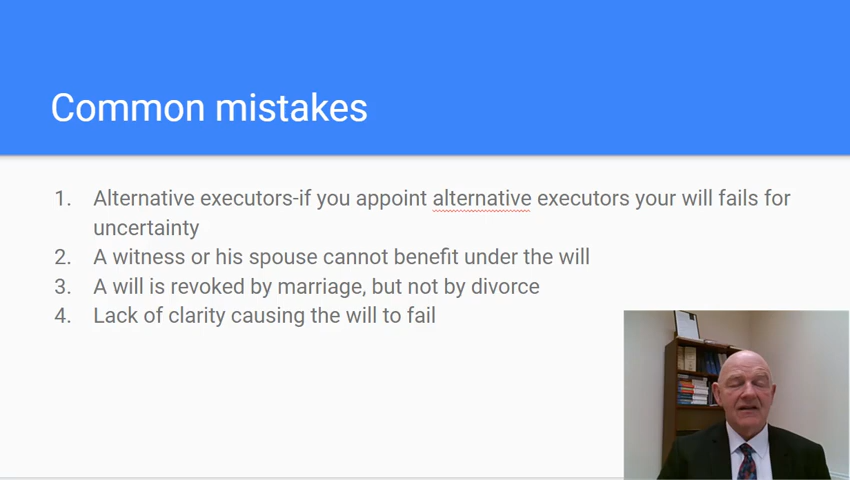 Common mistakes
1. Alternative executors-if you appoint alternative executors your will fails for
uncertainty
2. A witness or his spouse cannot benefit under the will
3. A will is revoked by marriage, but not by divorce
4. Lack of clarity causing the will to fail